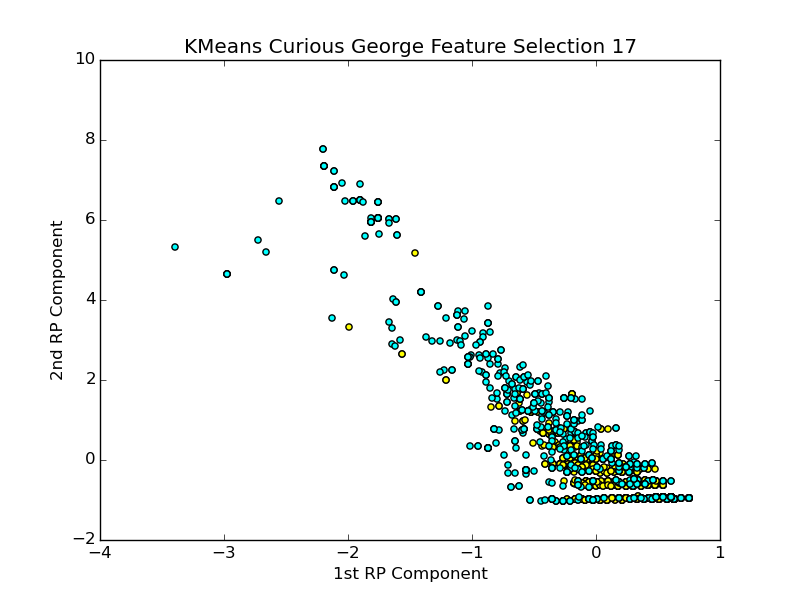 KMeans Curious George Feature Selection 17
10
8
6
4
2
0
−2
2nd RP Component
−4 −3 −2 −1 0 1
1st RP Component